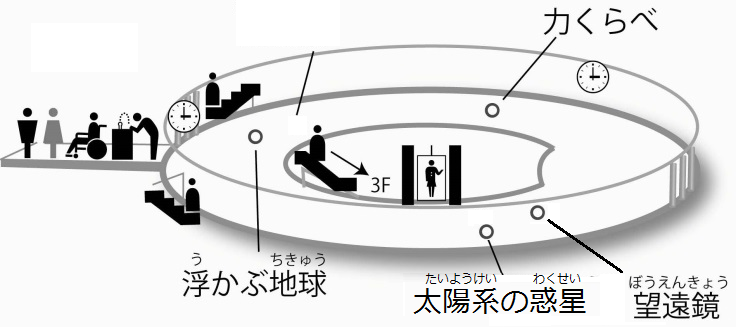 力くらべ
3F
う ちきゅう
浮かぶ地球
たいようけい わくせい
太陽系の惑星
ぼうえんきょう
望遠鏡